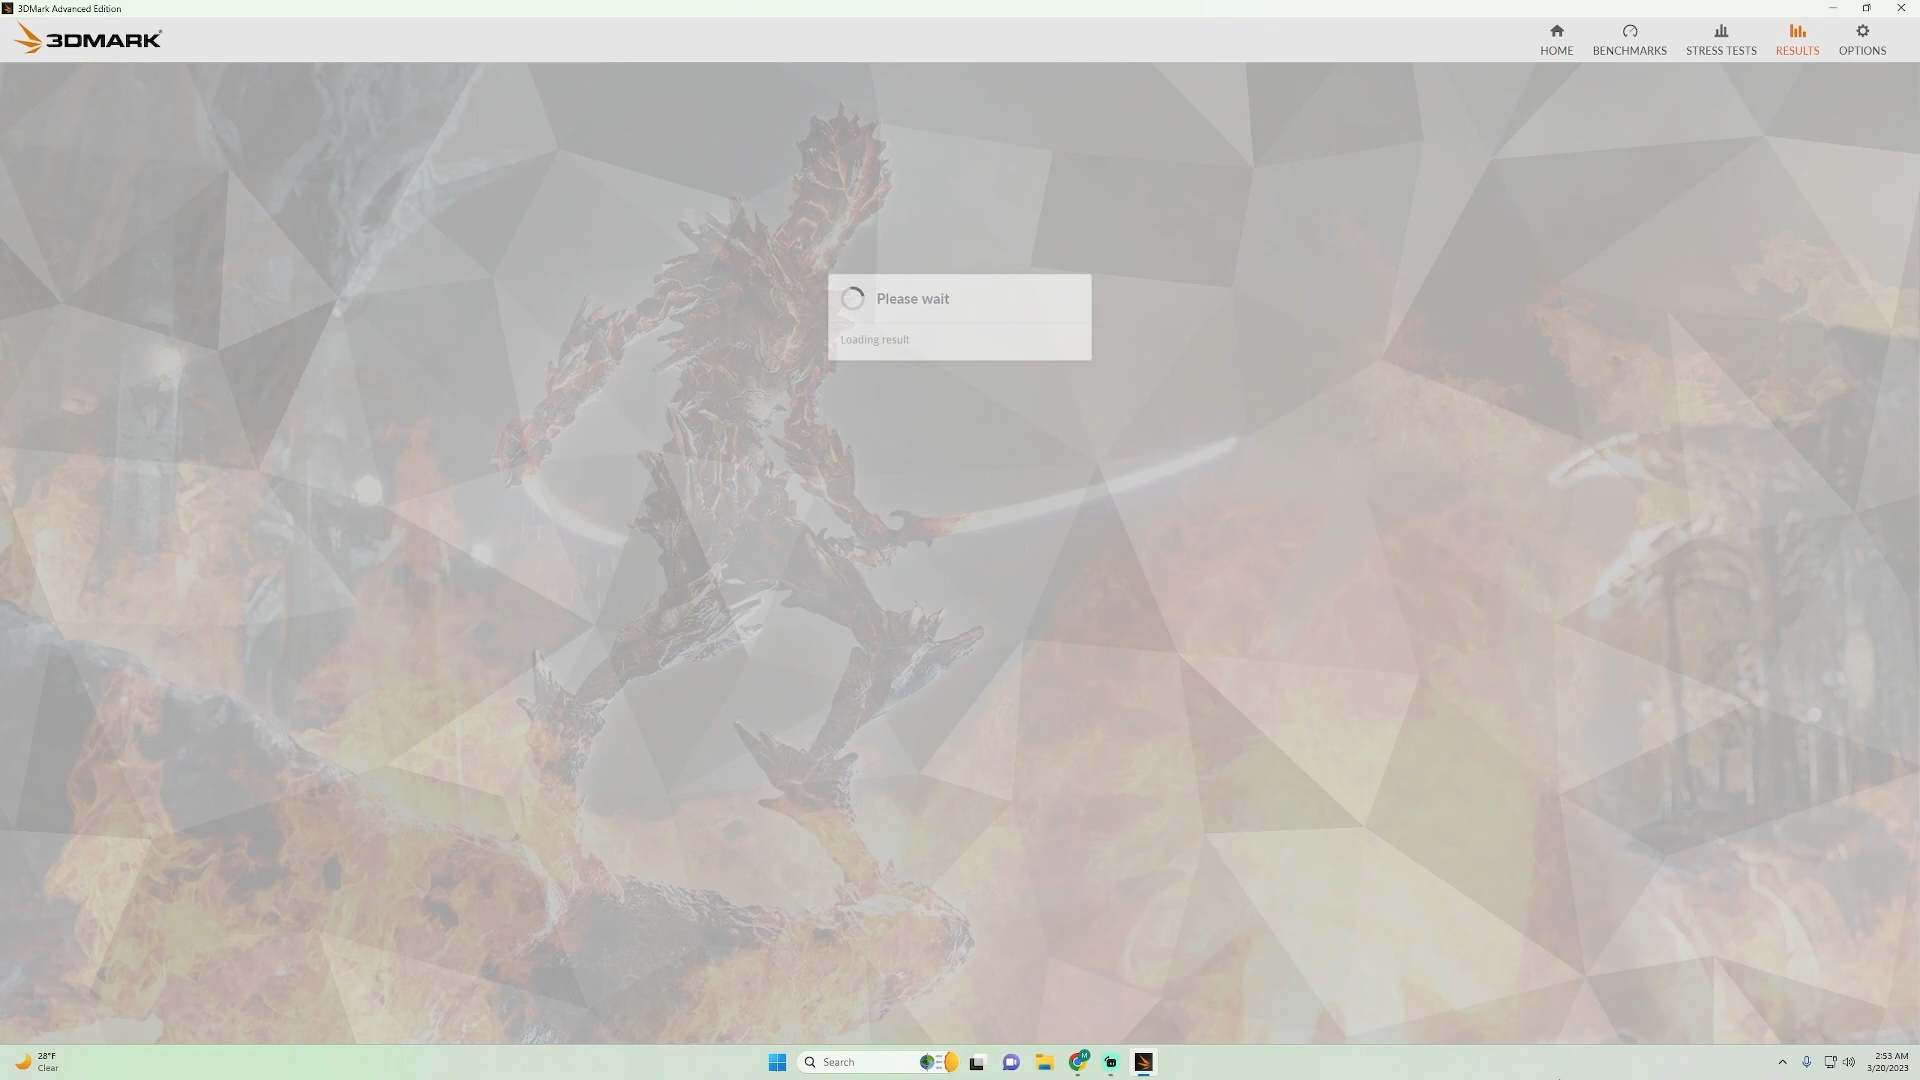 3DMark Advanced Edition
3DMARK
HOME
BENCHMARKS
STRESS TESTS
RESULTS
OPTIONS
Please wait
Loading result
28°F
Clear
Search
M
2:53 AM
3/20/2023